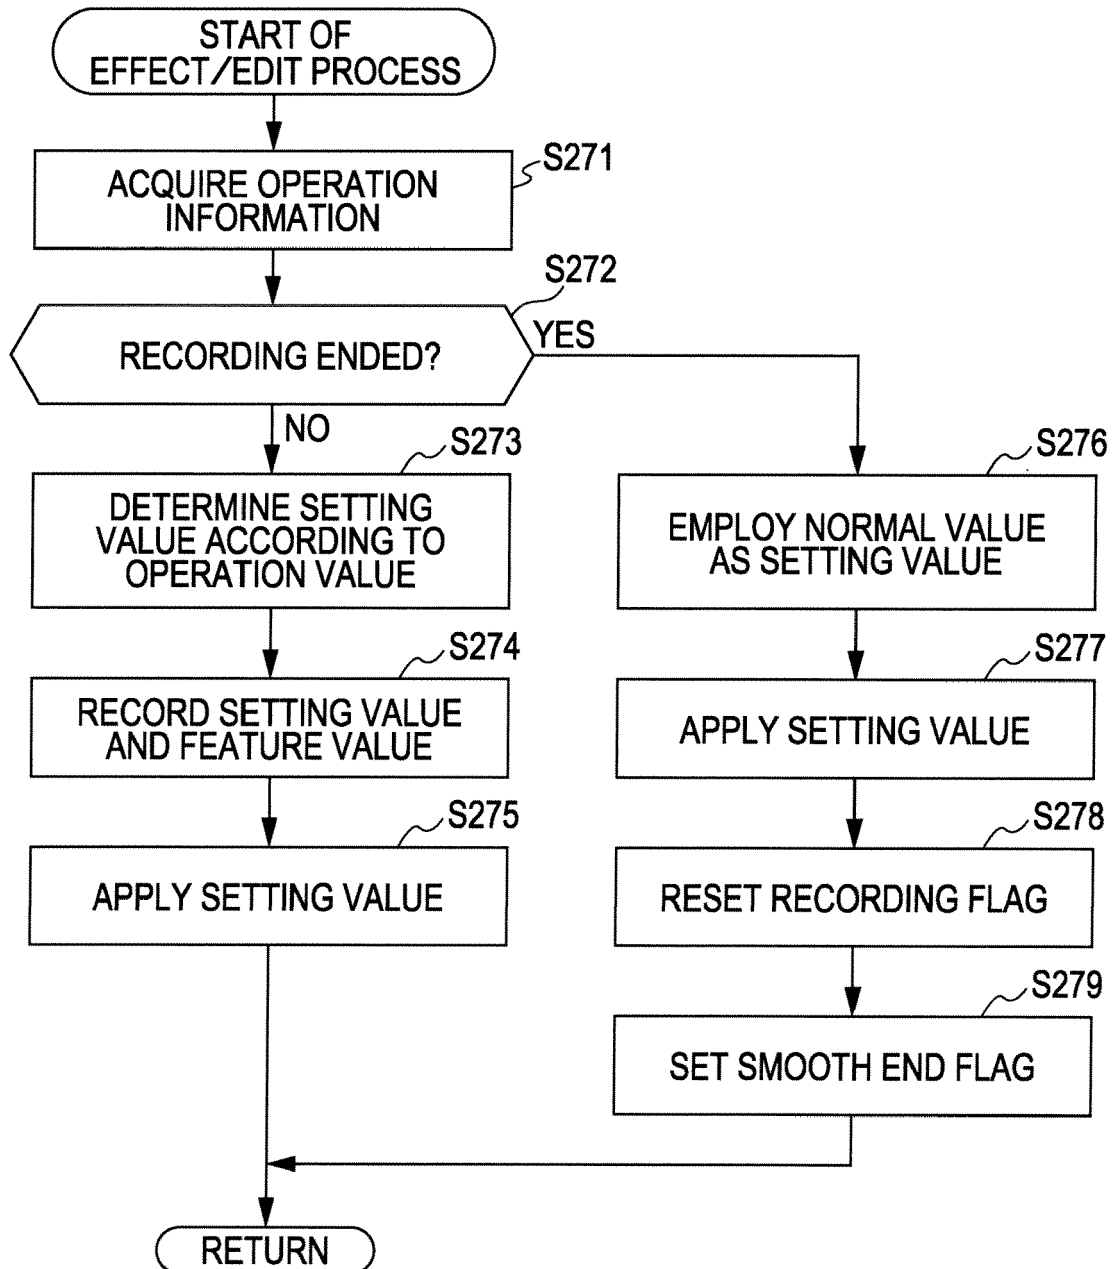 START OF
EFFECT/EDIT PROCESS
S271
ACQUIRE OPERATION
INFORMATION
S272
RECORDING ENDED?
YES
NO
S273
DETERMINE SETTING
VALUE ACCORDING TO
OPERATION VALUE
S274
RECORD SETTING VALUE
AND FEATURE VALUE
S275
APPLY SETTING VALUE
S276
EMPLOY NORMAL VALUE
AS SETTING VALUE
S277
APPLY SETTING VALUE
S278
RESET RECORDING FLAG
S279
SET SMOOTH END FLAG
RETURN